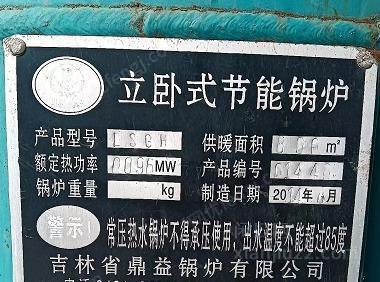 立卧式节能锅炉
产品型号 LSGH 供暖面积 m²
额定热功率 MW 产品编号
锅炉重量 kg 制造日期 201 年 月
警示! 常压热水锅炉不得承压使用,出水温度不能超过85度
吉林省鼎益锅炉有限公司